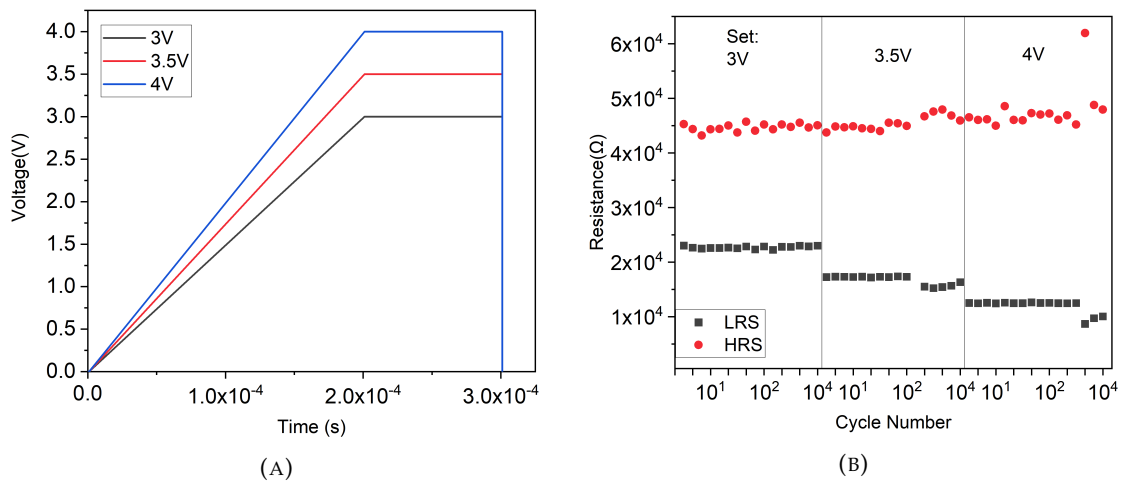 4.0
3.5
3.0
2.5
2.0
1.5
1.0
0.5
0.0
Voltage(V)
3V
3.5V
4V
0.0
1.0x10⁻⁴
2.0x10⁻⁴
3.0x10⁻⁴
Time (s)
(A)
6x10⁴
5x10⁴
4x10⁴
3x10⁴
2x10⁴
1x10⁴
Resistance(Ω)
Set:
3V
3.5V
4V
LRS
HRS
10¹ 10² 10⁴ 10¹ 10² 10⁴ 10¹ 10² 10⁴
Cycle Number
(B)